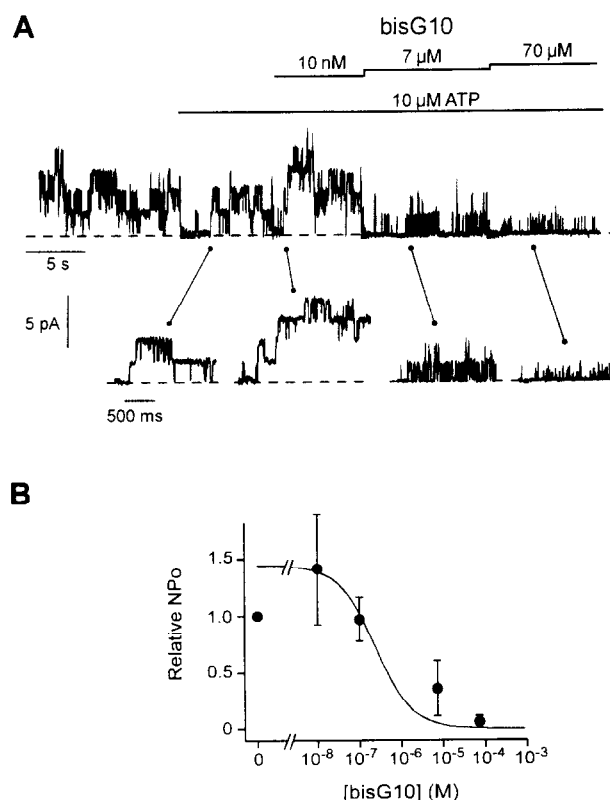 A
bisG10
10 nM 7 µM 70 µM
10 µM ATP
5 s
5 pA
500 ms
B
1.5
1.0
0.5
0
Relative NPo
0 10-8 10-7 10-6 10-5 10-4 10-3
[bisG10] (M)